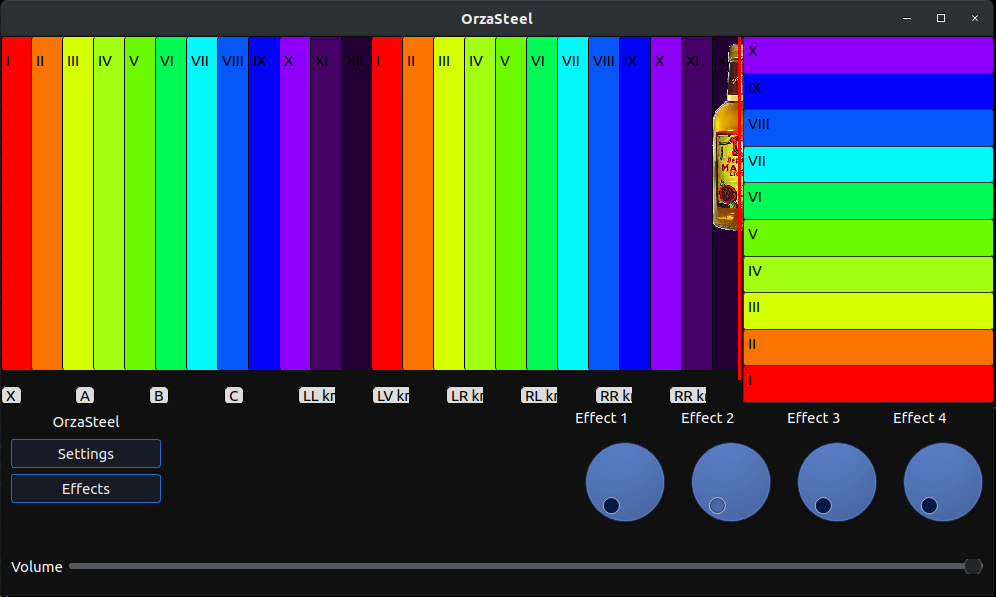 OrzaSteel
I II III IV V VI VII VIII IX X XI XII I II III IV V VI VII VIII IX X XI X
X
IX
VIII
VII
VI
V
IV
III
II
I
X A B C LL kr LV kr LR kr RL kr RR k RR k
OrzaSteel
Settings
Effects
Effect 1 Effect 2 Effect 3 Effect 4
Volume